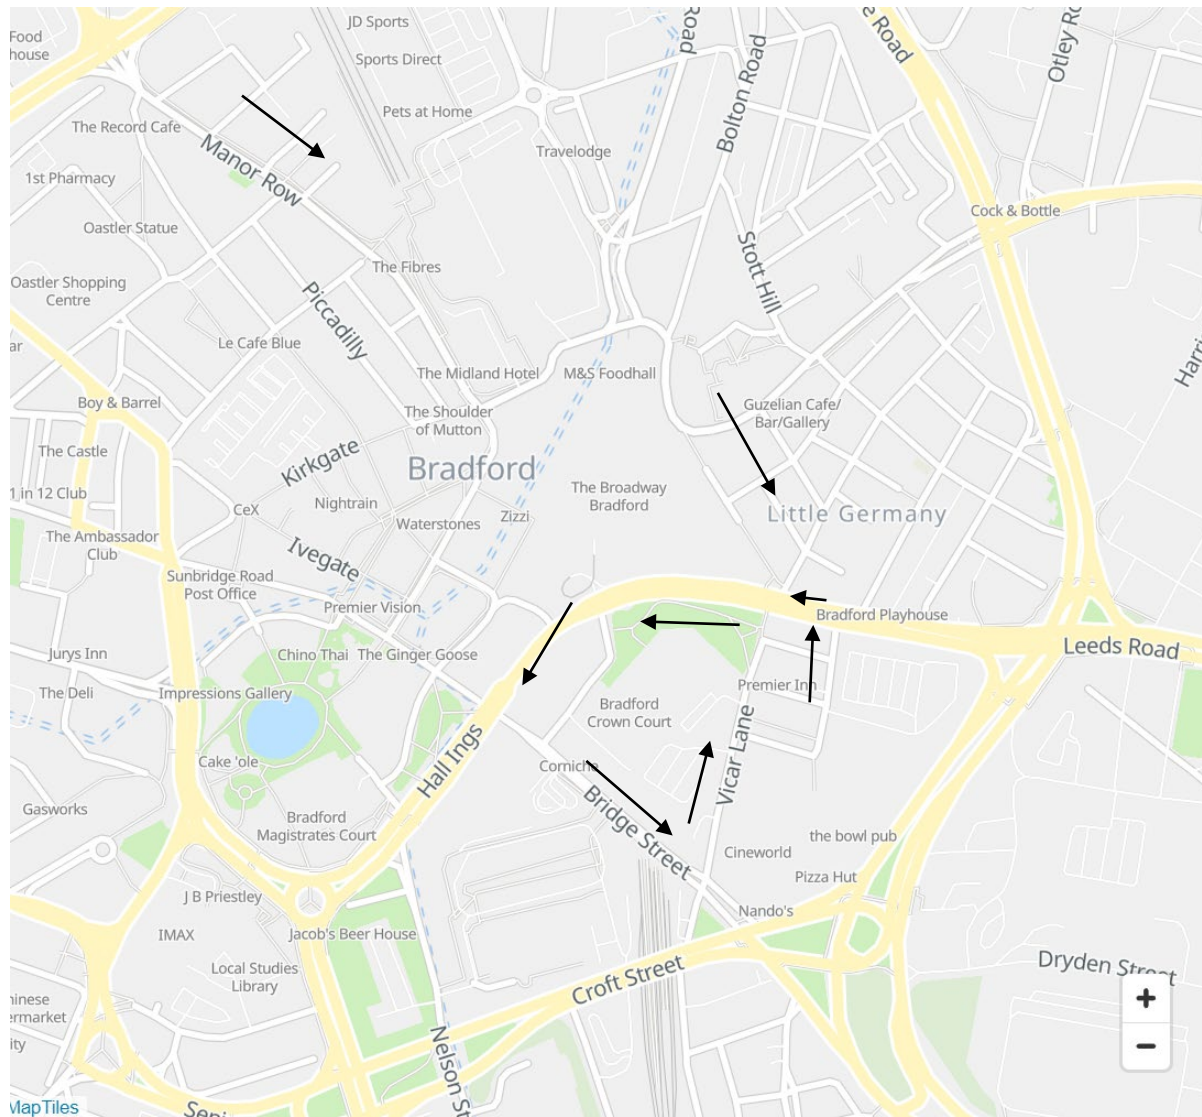 JD Sports
Food
house
e Road
Road
Bolton Road
Otley Ro
Sports Direct
Pets at Home
The Record Cafe
Manor Row
Travelodge
1st Pharmacy
Cock & Bottle
Oastler Statue
Stott Hill
The Fibres
Oastler Shopping
Centre
Piccadilly
ar
Le Cafe Blue
Harri
The Midland Hotel
M&S Foodhall
Boy & Barrel
The Shoulder
of Mutton
Guzelian Cafe/
Bar/Gallery
The Castle
Kirkgate
Bradford
1 in 12 Club
Nightrain
The Broadway
Bradford
CeX
Waterstones
Zizzi
Little Germany
The Ambassador
Club
Ivegate
Sunbridge Road
Post Office
Premier Vision
Bradford Playhouse
Jurys Inn
Chino Thai
The Ginger Goose
Leeds Road
The Deli
Impressions Gallery
Premier Inn
Bradford
Crown Court
Vicar Lane
Cake 'ole
Hall Ings
Corniche
Gasworks
Bradford
Magistrates Court
Bridge Street
the bowl pub
Cineworld
Pizza Hut
J B Priestley
Nando's
IMAX
Jacob's Beer House
Local Studies
Library
Croft Street
Dryden Street
hinese
ermarket
ity
Nelson St
+
−
MapTiles
Seni